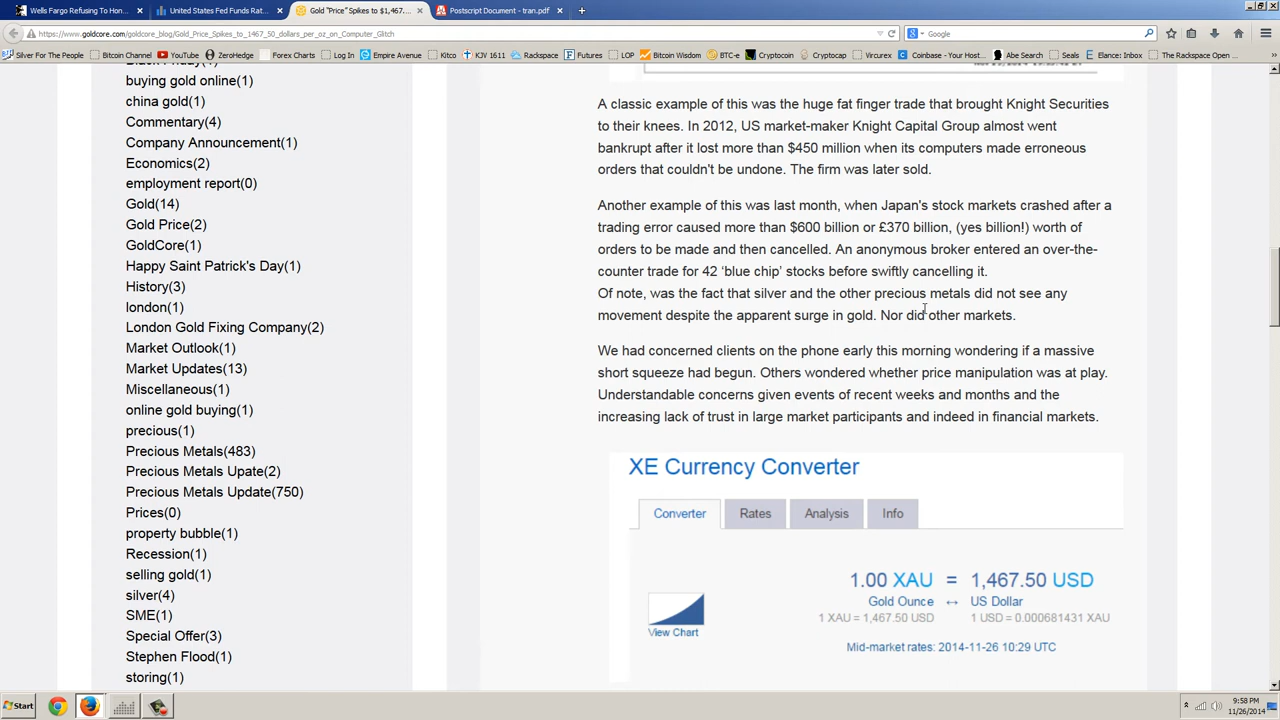 Wells Fargo Refusing To Hon...
United States Fed Funds Rat...
Gold "Price" Spikes to $1,467....
Postscript Document - tran.pdf
https://www.goldcore.com/goldcore_blog/Gold_Price_Spikes_to_1467_50_dollars_per_oz_on_Computer_Glitch
Google
Silver For The People
Bitcoin Channel
YouTube
ZeroHedge
Forex Charts
Log In
Empire Avenue
Kitco
KJV 1611
Rackspace
Futures
LOP
Bitcoin Wisdom
BTC-e
Cryptocoin
Cryptocap
Wcurex
Coinbase - Your Host...
Abe Search
Seals
Elance: Inbox
The Rackspace Open ...
buying gold online(1)
china gold(1)
Commentary(4)
Company Announcement(1)
Economics(2)
employment report(0)
Gold(14)
Gold Price(2)
GoldCore(1)
Happy Saint Patrick's Day(1)
History(3)
london(1)
London Gold Fixing Company(2)
Market Outlook(1)
Market Updates(13)
Miscellaneous(1)
online gold buying(1)
precious(1)
Precious Metals(483)
Precious Metals Upate(2)
Precious Metals Update(750)
Prices(0)
property bubble(1)
Recession(1)
selling gold(1)
silver(4)
SME(1)
Special Offer(3)
Stephen Flood(1)
storing(1)
A classic example of this was the huge fat finger trade that brought Knight Securities
to their knees. In 2012, US market-maker Knight Capital Group almost went
bankrupt after it lost more than $450 million when its computers made erroneous
orders that couldn't be undone. The firm was later sold.
Another example of this was last month, when Japan's stock markets crashed after a
trading error caused more than $600 billion or £370 billion, (yes billion!) worth of
orders to be made and then cancelled. An anonymous broker entered an over-the-
counter trade for 42 ‘blue chip’ stocks before swiftly cancelling it.
Of note, was the fact that silver and the other precious metals did not see any
movement despite the apparent surge in gold. Nor did other markets.
We had concerned clients on the phone early this morning wondering if a massive
short squeeze had begun. Others wondered whether price manipulation was at play.
Understandable concerns given events of recent weeks and months and the
increasing lack of trust in large market participants and indeed in financial markets.
XE Currency Converter
Converter
Rates
Analysis
Info
1.00 XAU = 1,467.50 USD
Gold Ounce ↔ US Dollar
1 XAU = 1,467.50 USD
1 USD = 0.000681431 XAU
View Chart
Mid-market rates: 2014-11-26 10:29 UTC
Start
9:58 PM
11/26/2014